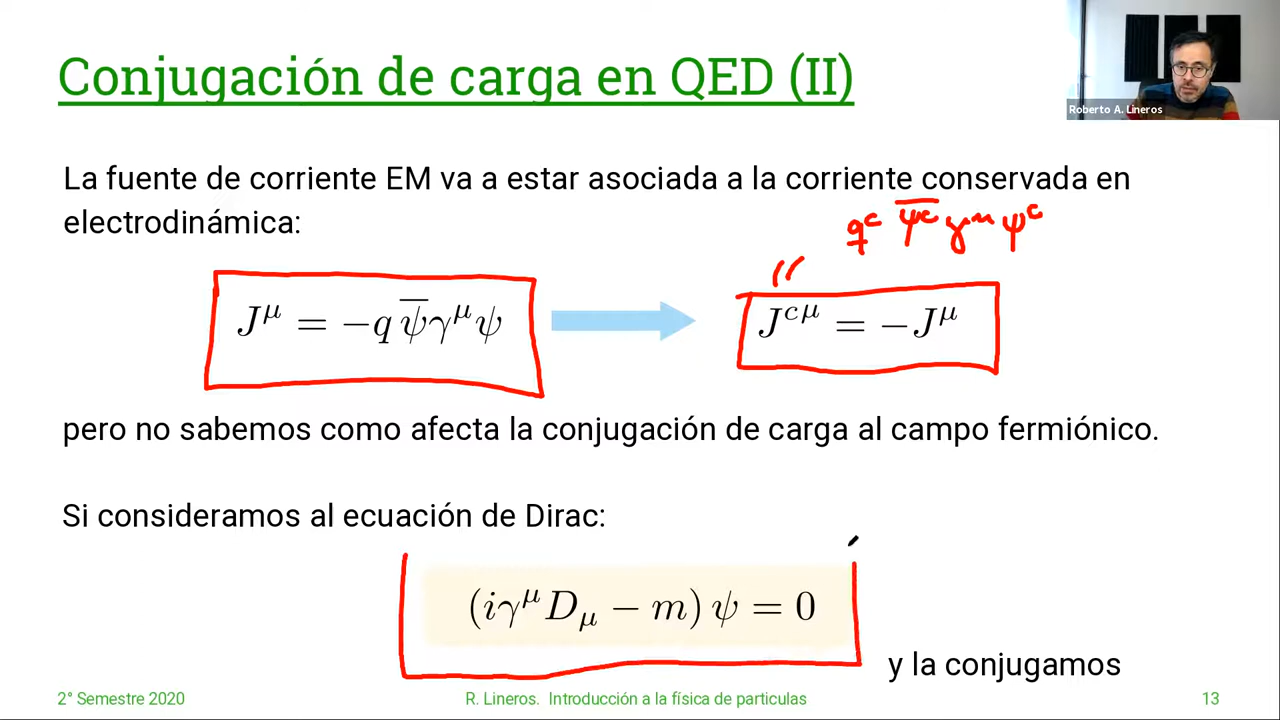 Conjugación de carga en QED (II)
Roberto A. Lineros
La fuente de corriente EM va a estar asociada a la corriente conservada en
electrodinámica:
q^c \overline{ψ^c} γ^μ ψ^c
J^μ = −q \overline{ψ} γ^μ ψ
J^{cμ} = −J^μ
pero no sabemos como afecta la conjugación de carga al campo fermiónico.
Si consideramos al ecuación de Dirac:
(iγ^μ D_μ − m) ψ = 0
y la conjugamos
2° Semestre 2020
R. Lineros. Introducción a la física de particulas
13